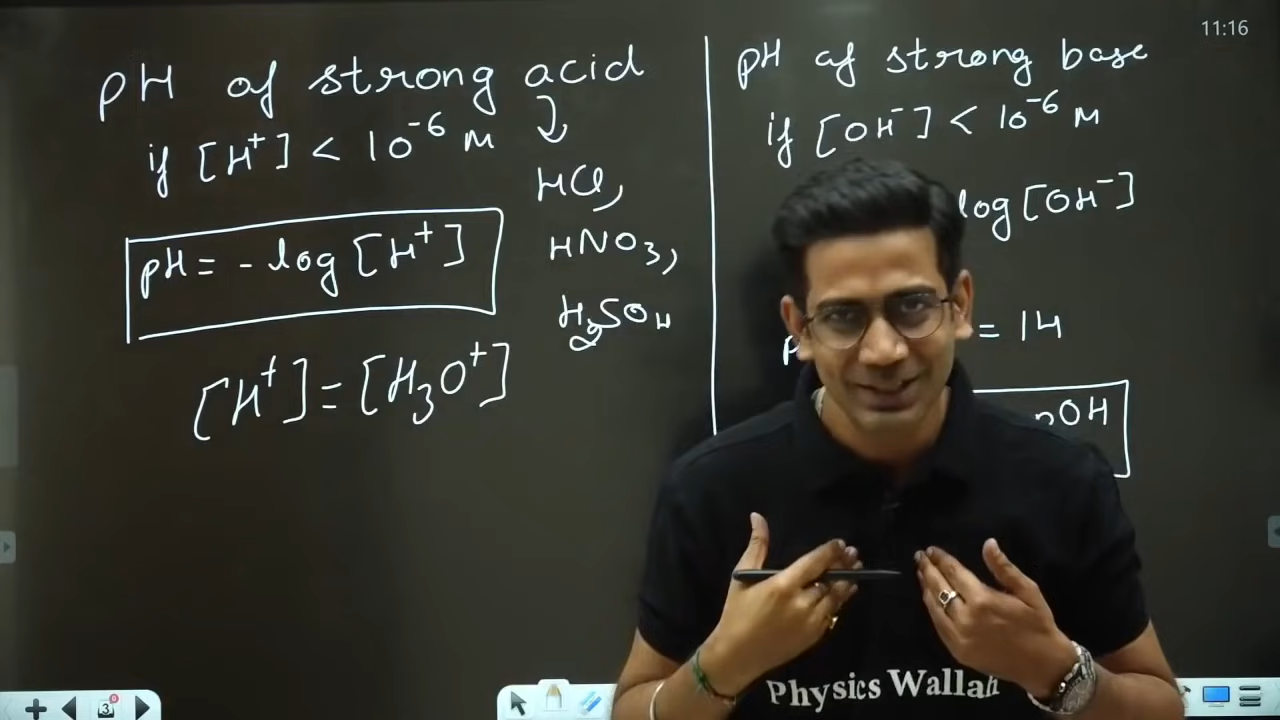 11:16
pH of strong acid
if [H⁺] < 10⁻⁶ M
HCl,
HNO3,
H2SO4
pH = - log [H⁺]
[H⁺] = [H3O⁺]
pH of strong base
if [OH⁻] < 10⁻⁶ M
log [OH⁻]
= 14
pOH
Physics Wallah
3